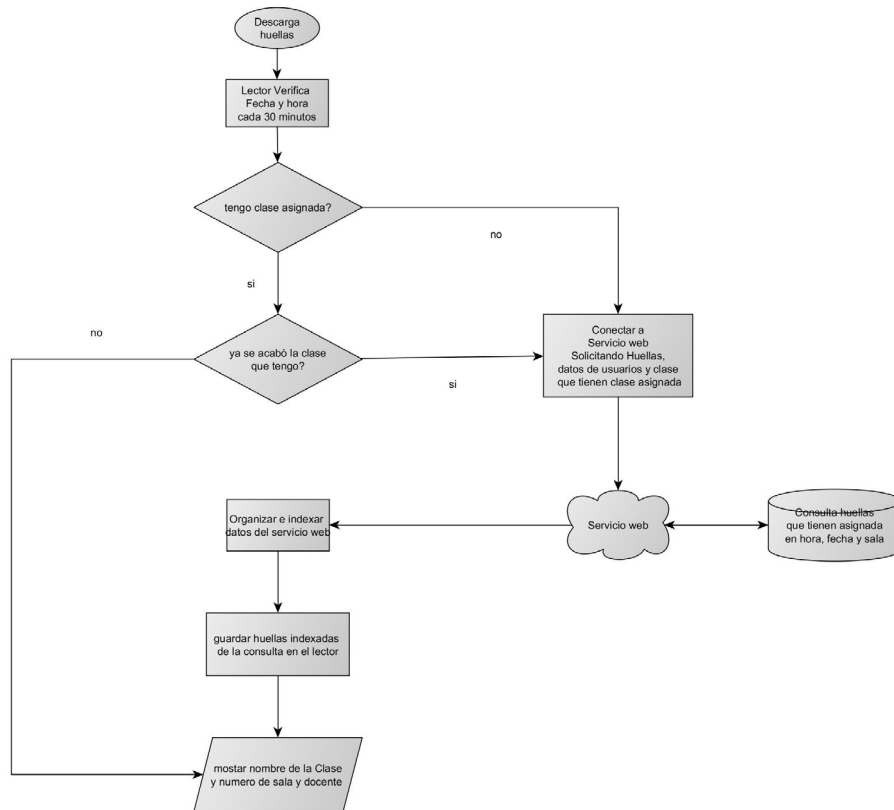 Descarga
huellas
Lector Verifica
Fecha y hora
cada 30 minutos
tengo clase asignada?
no
si
no
ya se acabò la clase
que tengo?
si
Conectar a
Servicio web
Solicitando Huellas,
datos de usuarios y clase
que tienen clase asignada
Organizar e indexar
datos del servicio web
Servicio web
Consulta huellas
que tienen asignada
en hora, fecha y sala
guardar huellas indexadas
de la consulta en el lector
mostar nombre de la Clase
y numero de sala y docente